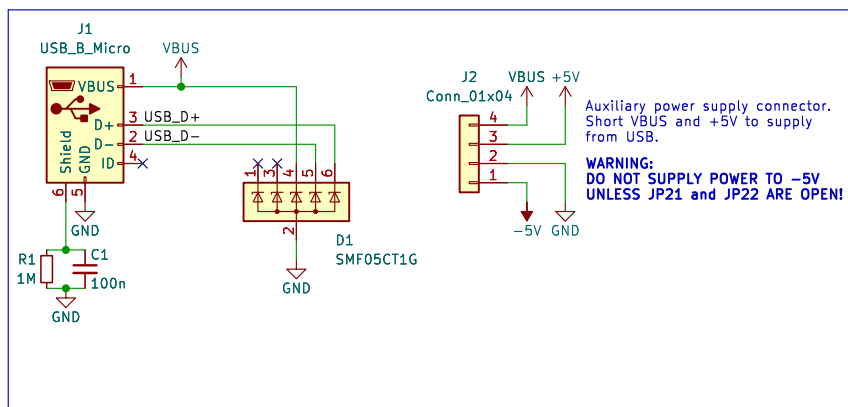 J1
USB_B_Micro
VBUS
VBUS
1
D+
3
USB_D+
D-
2
USB_D-
ID
4
Shield
GND
6
5
GND
R1
1M
C1
100n
GND
1
3
4
5
6
2
D1
SMF05CT1G
GND
J2
Conn_01x04
VBUS
+5V
4
3
2
1
-5V
GND
Auxiliary power supply connector.
Short VBUS and +5V to supply
from USB.
WARNING:
DO NOT SUPPLY POWER TO -5V
UNLESS JP21 and JP22 ARE OPEN!